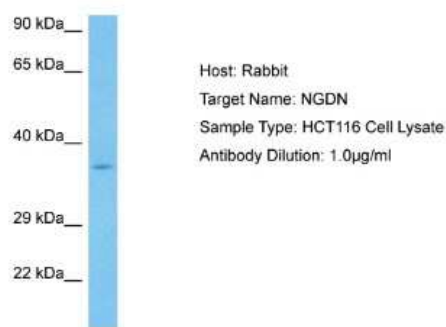 90 kDa
65 kDa
40 kDa
29 kDa
22 kDa
Host: Rabbit
Target Name: NGDN
Sample Type: HCT116 Cell Lysate
Antibody Dilution: 1.0µg/ml